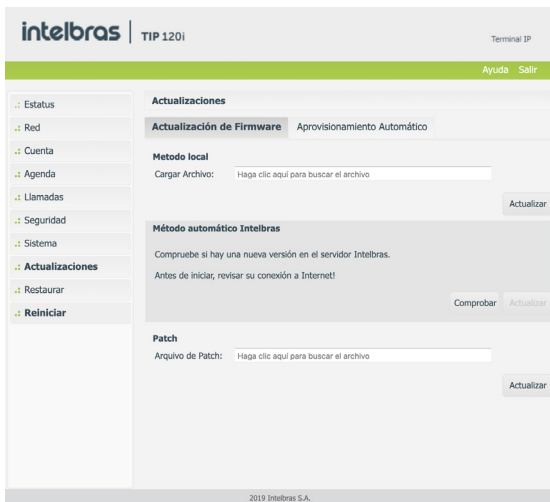 intelbras TIP 120i
Terminal IP
Ayuda Salir
.: Estatus
.: Red
.: Cuenta
.: Agenda
.: Llamadas
.: Seguridad
.: Sistema
.: Actualizaciones
.: Restaurar
.: Reiniciar
Actualizaciones
Actualización de Firmware Aprovisionamiento Automático
Metodo local
Cargar Archivo: Haga clic aquí para buscar el archivo
Actualizar
Método automático Intelbras
Compruebe si hay una nueva versión en el servidor Intelbras.
Antes de iniciar, revisar su conexión a Internet!
Comprobar Actualizar
Patch
Arquivo de Patch: Haga clic aquí para buscar el archivo
Actualizar
2019 Intelbras S.A.